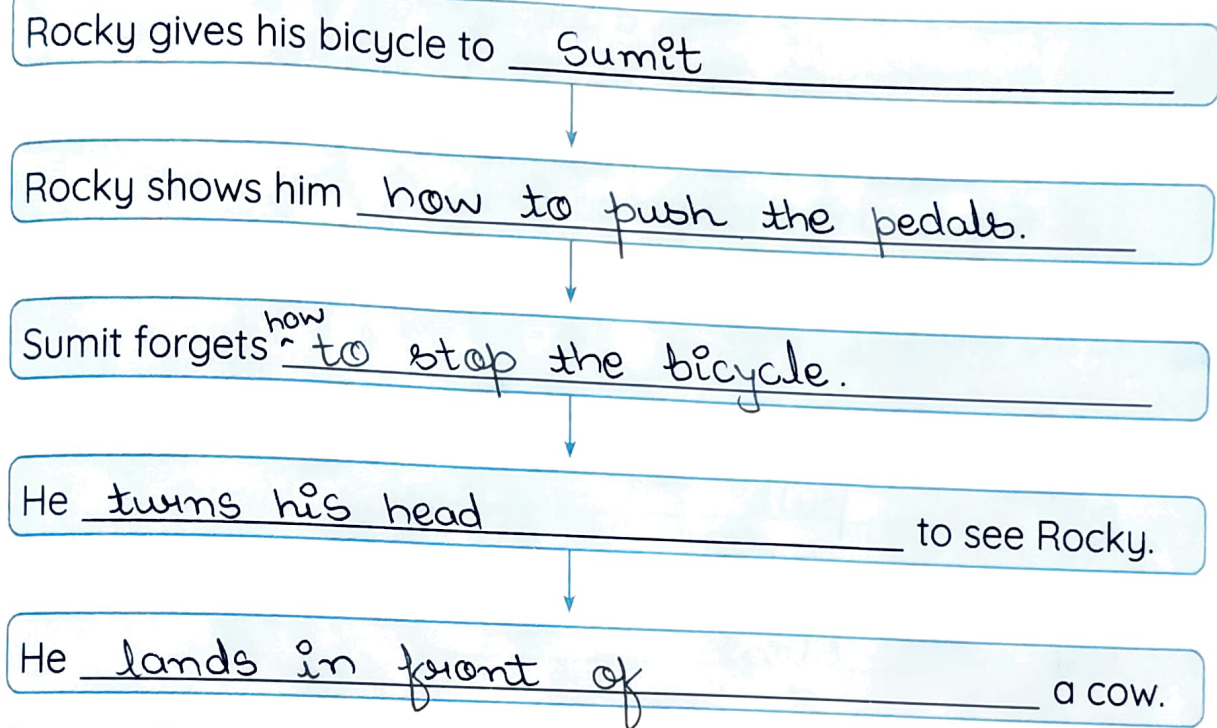 Rocky gives his bicycle to Sumit
Rocky shows him how to push the pedals.
Sumit forgets how to stop the bicycle.
He turns his head to see Rocky.
He lands in front of a cow.